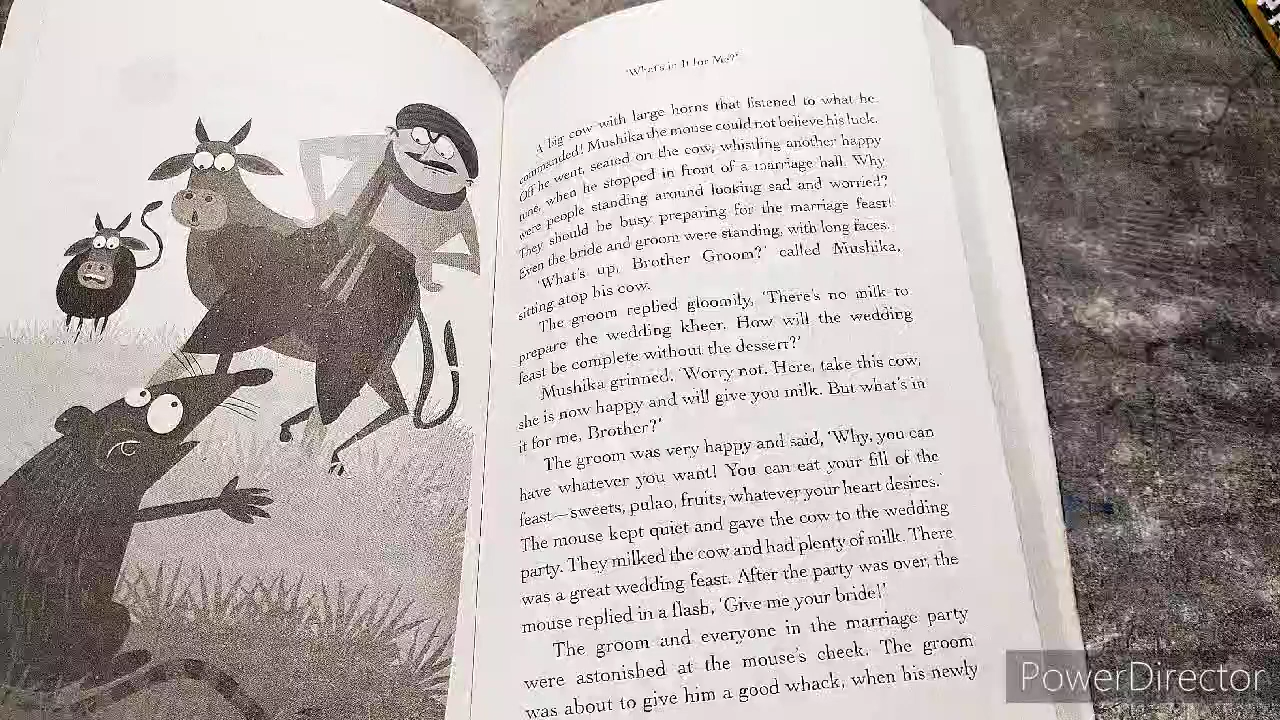 'What's in It for Me?'
A big cow with large horns that listened to what he
commanded! Mushika the mouse could not believe his luck.
Off he went, seated on the cow, whistling another happy
tune, when he stopped in front of a marriage hall. Why
were people standing around looking sad and worried?
They should be busy preparing for the marriage feast!
Even the bride and groom were standing, with long faces.
'What's up, Brother Groom?' called Mushika,
sitting atop his cow.
The groom replied gloomily, 'There's no milk to
prepare the wedding kheer. How will the wedding
feast be complete without the dessert?'
Mushika grinned. 'Worry not. Here, take this cow,
she is now happy and will give you milk. But what's in
it for me, Brother?'
The groom was very happy and said, 'Why, you can
have whatever you want! You can eat your fill of the
feast—sweets, pulao, fruits, whatever your heart desires.'
The mouse kept quiet and gave the cow to the wedding
party. They milked the cow and had plenty of milk. There
was a great wedding feast. After the party was over, the
mouse replied in a flash, 'Give me your bride!'
The groom and everyone in the marriage party
were astonished at the mouse's cheek. The groom
was about to give him a good whack, when his newly
PowerDirector